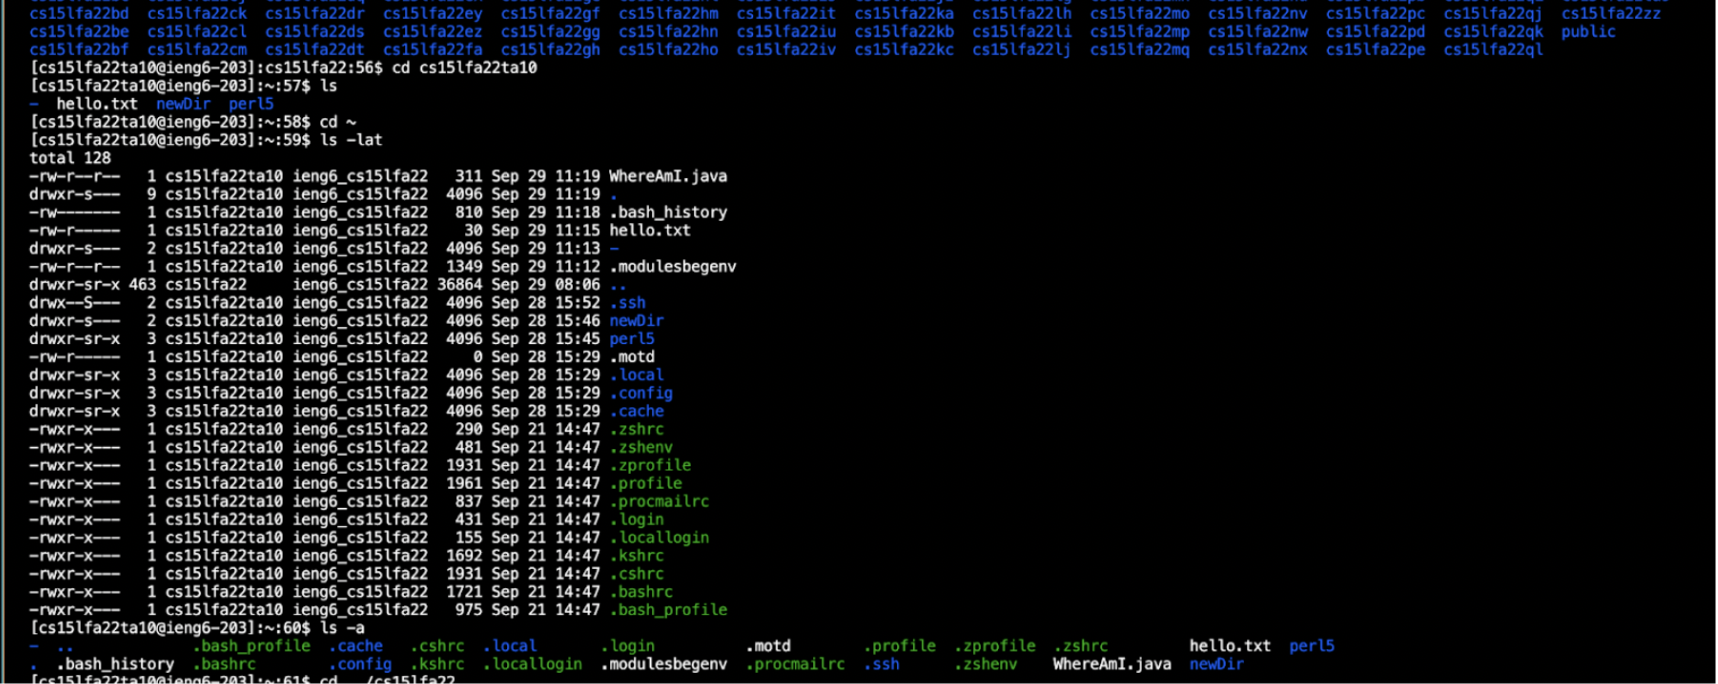 cs15lfa22bd cs15lfa22ck cs15lfa22dr cs15lfa22ey cs15lfa22gf cs15lfa22hm cs15lfa22it cs15lfa22ka cs15lfa22lh cs15lfa22mo cs15lfa22nv cs15lfa22pc cs15lfa22qj cs15lfa22zz
cs15lfa22be cs15lfa22cl cs15lfa22ds cs15lfa22ez cs15lfa22gg cs15lfa22hn cs15lfa22iu cs15lfa22kb cs15lfa22li cs15lfa22mp cs15lfa22nw cs15lfa22pd cs15lfa22qk public
cs15lfa22bf cs15lfa22cm cs15lfa22dt cs15lfa22fa cs15lfa22gh cs15lfa22ho cs15lfa22iv cs15lfa22kc cs15lfa22lj cs15lfa22mq cs15lfa22nx cs15lfa22pe cs15lfa22ql
[cs15lfa22ta10@ieng6-203]:cs15lfa22:56$ cd cs15lfa22ta10
[cs15lfa22ta10@ieng6-203]:~:57$ ls
- hello.txt newDir perl5
[cs15lfa22ta10@ieng6-203]:~:58$ cd ~
[cs15lfa22ta10@ieng6-203]:~:59$ ls -lat
total 128
-rw-r--r-- 1 cs15lfa22ta10 ieng6_cs15lfa22 311 Sep 29 11:19 WhereAmI.java
drwxr-s--- 9 cs15lfa22ta10 ieng6_cs15lfa22 4096 Sep 29 11:19 .
-rw------- 1 cs15lfa22ta10 ieng6_cs15lfa22 810 Sep 29 11:18 .bash_history
-rw-r----- 1 cs15lfa22ta10 ieng6_cs15lfa22 30 Sep 29 11:15 hello.txt
drwxr-s--- 2 cs15lfa22ta10 ieng6_cs15lfa22 4096 Sep 29 11:13 -
-rw-r--r-- 1 cs15lfa22ta10 ieng6_cs15lfa22 1349 Sep 29 11:12 .modulesbegenv
drwxr-sr-x 463 cs15lfa22 ieng6_cs15lfa22 36864 Sep 29 08:06 ..
drwx--S--- 2 cs15lfa22ta10 ieng6_cs15lfa22 4096 Sep 28 15:52 .ssh
drwxr-s--- 2 cs15lfa22ta10 ieng6_cs15lfa22 4096 Sep 28 15:46 newDir
drwxr-sr-x 3 cs15lfa22ta10 ieng6_cs15lfa22 4096 Sep 28 15:45 perl5
-rw-r----- 1 cs15lfa22ta10 ieng6_cs15lfa22 0 Sep 28 15:29 .motd
drwxr-sr-x 3 cs15lfa22ta10 ieng6_cs15lfa22 4096 Sep 28 15:29 .local
drwxr-sr-x 3 cs15lfa22ta10 ieng6_cs15lfa22 4096 Sep 28 15:29 .config
drwxr-sr-x 3 cs15lfa22ta10 ieng6_cs15lfa22 4096 Sep 28 15:29 .cache
-rwxr-x--- 1 cs15lfa22ta10 ieng6_cs15lfa22 290 Sep 21 14:47 .zshrc
-rwxr-x--- 1 cs15lfa22ta10 ieng6_cs15lfa22 481 Sep 21 14:47 .zshenv
-rwxr-x--- 1 cs15lfa22ta10 ieng6_cs15lfa22 1931 Sep 21 14:47 .zprofile
-rwxr-x--- 1 cs15lfa22ta10 ieng6_cs15lfa22 1961 Sep 21 14:47 .profile
-rwxr-x--- 1 cs15lfa22ta10 ieng6_cs15lfa22 837 Sep 21 14:47 .procmailrc
-rwxr-x--- 1 cs15lfa22ta10 ieng6_cs15lfa22 431 Sep 21 14:47 .login
-rwxr-x--- 1 cs15lfa22ta10 ieng6_cs15lfa22 155 Sep 21 14:47 .locallogin
-rwxr-x--- 1 cs15lfa22ta10 ieng6_cs15lfa22 1692 Sep 21 14:47 .kshrc
-rwxr-x--- 1 cs15lfa22ta10 ieng6_cs15lfa22 1931 Sep 21 14:47 .cshrc
-rwxr-x--- 1 cs15lfa22ta10 ieng6_cs15lfa22 1721 Sep 21 14:47 .bashrc
-rwxr-x--- 1 cs15lfa22ta10 ieng6_cs15lfa22 975 Sep 21 14:47 .bash_profile
[cs15lfa22ta10@ieng6-203]:~:60$ ls -a
- .. .bash_profile .cache .cshrc .local .login .motd .profile .zprofile .zshrc hello.txt perl5
. .bash_history .bashrc .config .kshrc .locallogin .modulesbegenv .procmailrc .ssh .zshenv WhereAmI.java newDir
[cs15lfa22ta10@ieng6-203]:~:61$ cd